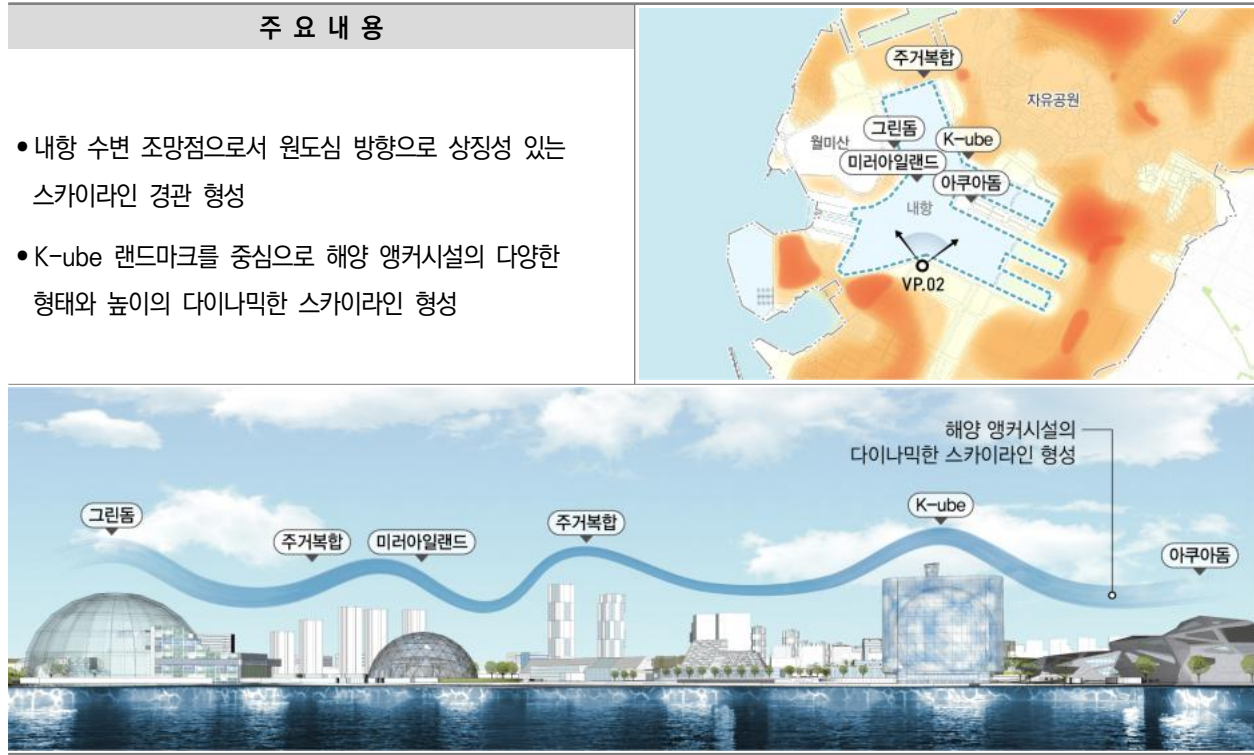 주 요 내 용
• 내항 수변 조망점으로서 원도심 방향으로 상징성 있는
스카이라인 경관 형성
• K-ube 랜드마크를 중심으로 해양 앵커시설의 다양한
형태와 높이의 다이나믹한 스카이라인 형성
주거복합
자유공원
그린돔
K-ube
월미산
미러아일랜드
아쿠아돔
내항
VP.02
해양 앵커시설의
다이나믹한 스카이라인 형성
그린돔
주거복합
미러아일랜드
주거복합
K-ube
아쿠아돔